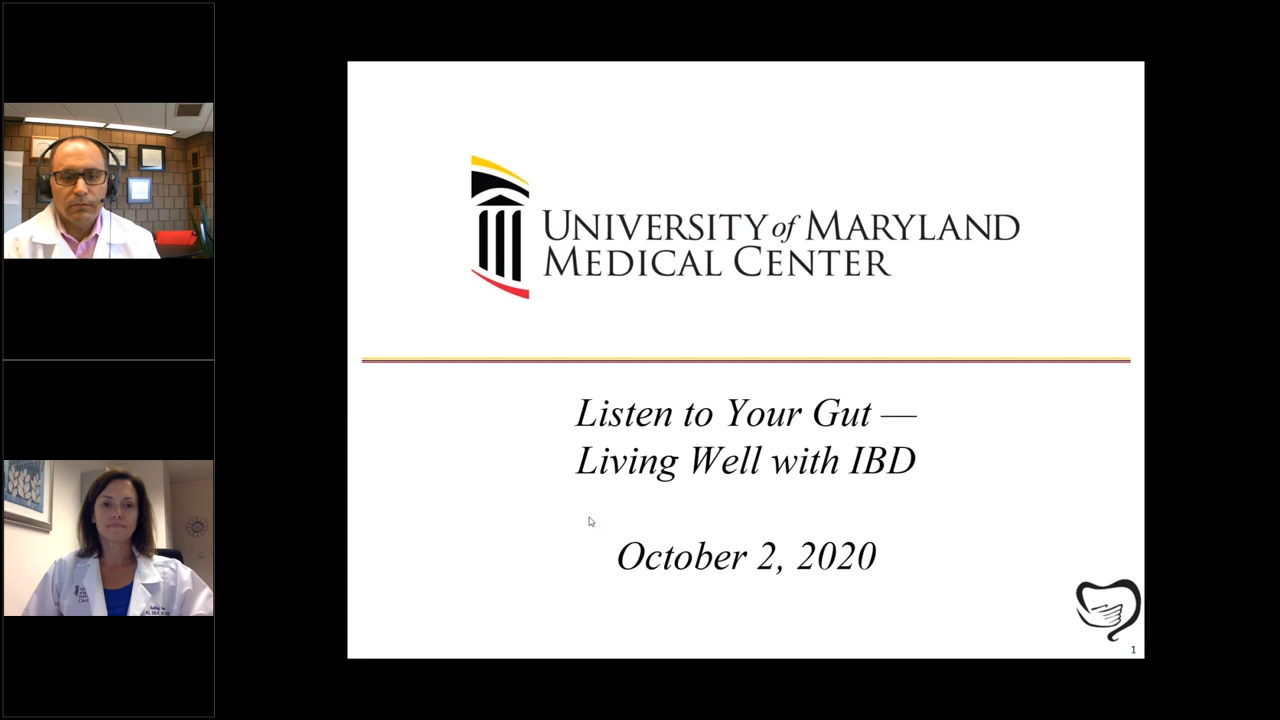 UNIVERSITY of MARYLAND
MEDICAL CENTER
Listen to Your Gut —
Living Well with IBD
October 2, 2020
1